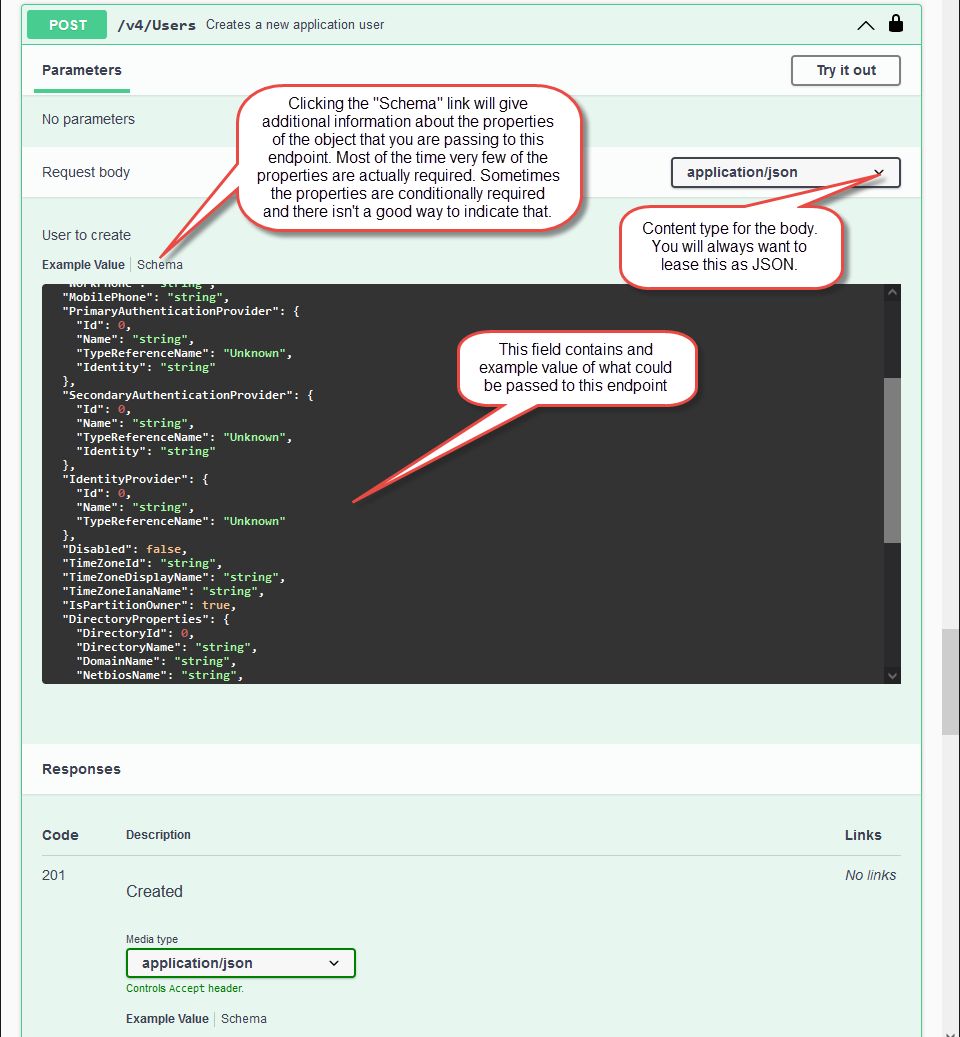 POST /v4/Users Creates a new application user
Parameters
Try it out
No parameters
Clicking the "Schema" link will give
additional information about the properties
of the object that you are passing to this
endpoint. Most of the time very few of the
properties are actually required. Sometimes
the properties are conditionally required
and there isn't a good way to indicate that.
Request body
application/json
Content type for the body.
You will always want to
lease this as JSON.
User to create
Example Value Schema
"WorkPhone": "string",
"MobilePhone": "string",
"PrimaryAuthenticationProvider": {
"Id": 0,
"Name": "string",
"TypeReferenceName": "Unknown",
"Identity": "string"
},
"SecondaryAuthenticationProvider": {
"Id": 0,
"Name": "string",
"TypeReferenceName": "Unknown",
"Identity": "string"
},
"IdentityProvider": {
"Id": 0,
"Name": "string",
"TypeReferenceName": "Unknown"
},
"Disabled": false,
"TimeZoneId": "string",
"TimeZoneDisplayName": "string",
"TimeZoneIanaName": "string",
"IsPartitionOwner": true,
"DirectoryProperties": {
"DirectoryId": 0,
"DirectoryName": "string",
"DomainName": "string",
"NetbiosName": "string",
This field contains and
example value of what could
be passed to this endpoint
Responses
Code Description Links
201 Created No links
Media type
application/json
Controls Accept header.
Example Value Schema